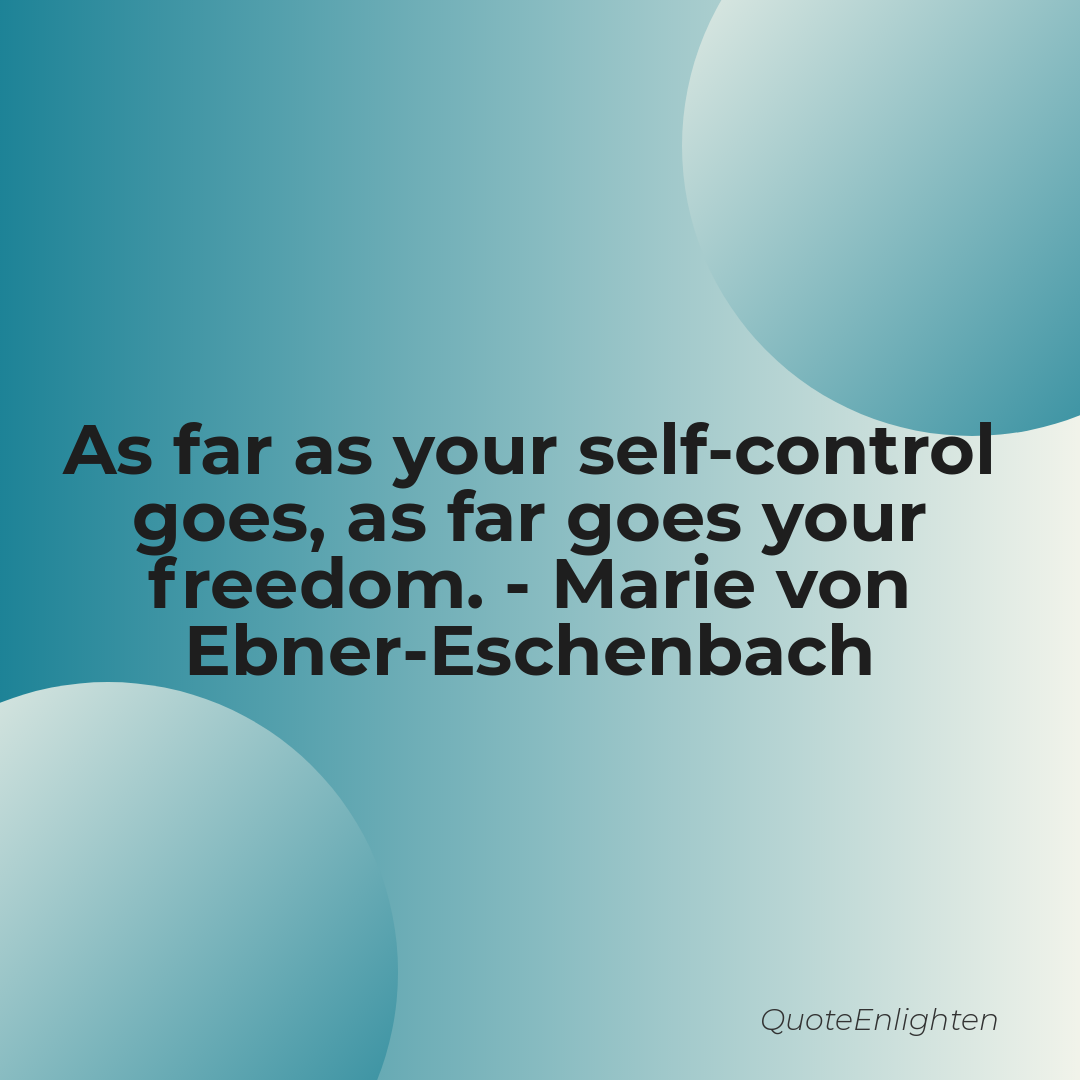 As far as your self-control
goes, as far goes your
freedom. - Marie von
Ebner-Eschenbach
QuoteEnlighten